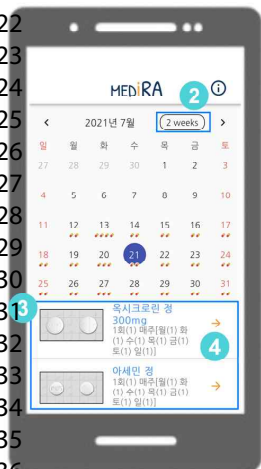 22
23
24
MEDiRA
2
i
25
< 2021년 7월 2 weeks >
26
일 월 화 수 목 금 토
27 28 29 30 1 2 3
27
4 5 6 7 8 9 10
28
11 12 13 14 15 16 17
29
18 19 20 21 22 23 24
30
25 26 27 28 29 30 31
3
31
옥시크로린 정
300mg
1회(1) 매주[월(1) 화
32
(1) 수(1) 목(1) 금(1)
토(1) 일(1)]
→
4
33
아세민 정
1회(1) 매주[월(1) 화
34
(1) 수(1) 목(1) 금(1)
토(1) 일(1)]
→
35